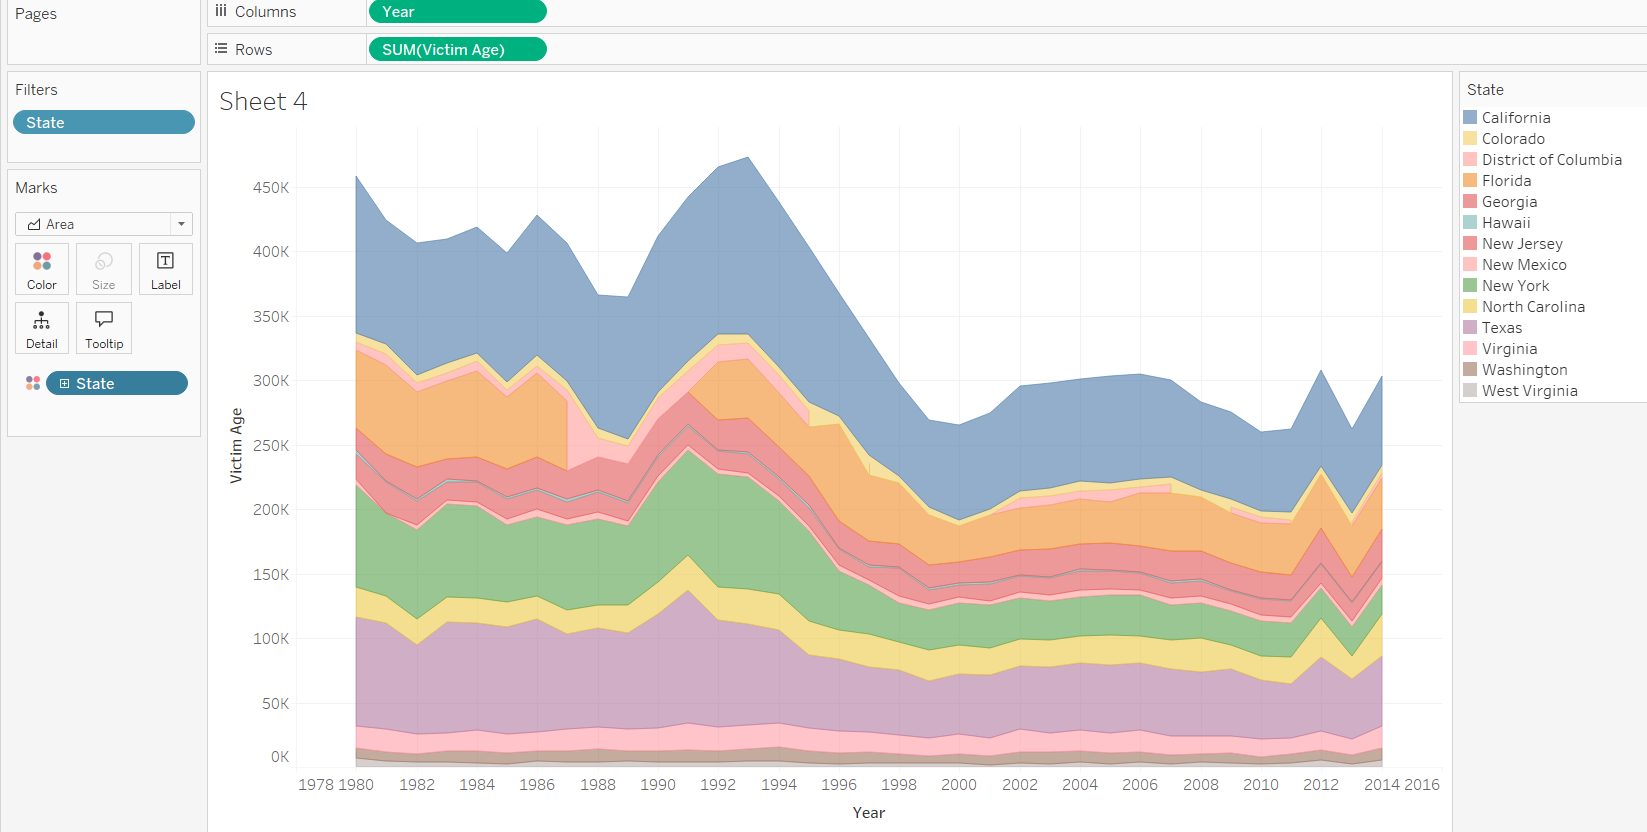 Pages
Columns
Year
Rows
SUM(Victim Age)
Filters
State
Marks
Area
Color
Size
Label
Detail
Tooltip
State
Sheet 4
450K
400K
350K
300K
250K
200K
150K
100K
50K
0K
Victim Age
1978 1980 1982 1984 1986 1988 1990 1992 1994 1996 1998 2000 2002 2004 2006 2008 2010 2012 2014 2016
Year
State
California
Colorado
District of Columbia
Florida
Georgia
Hawaii
New Jersey
New Mexico
New York
North Carolina
Texas
Virginia
Washington
West Virginia